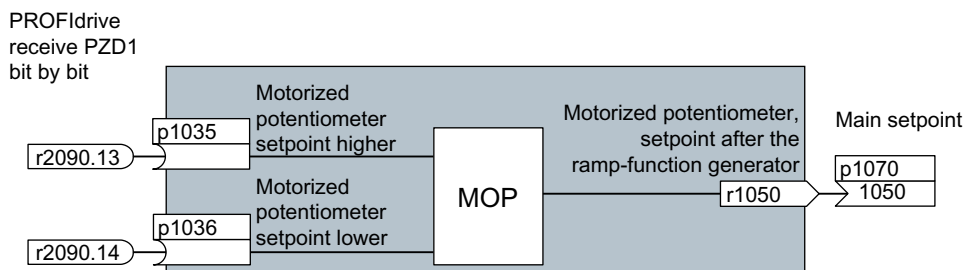 PROFIdrive
receive PZD1
bit by bit
r2090.13
p1035
Motorized
potentiometer
setpoint higher
r2090.14
p1036
Motorized
potentiometer
setpoint lower
MOP
Motorized potentiometer,
setpoint after the
ramp-function generator
r1050
Main setpoint
p1070
1050